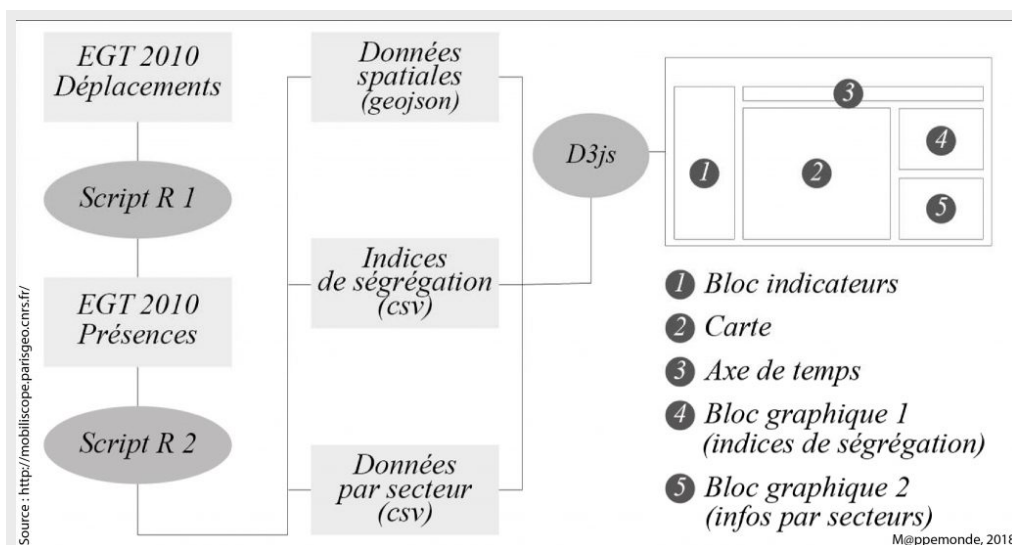 EGT 2010
Déplacements
Script R 1
EGT 2010
Présences
Script R 2
Données
spatiales
(geojson)
Indices
de ségrégation
(csv)
Données
par secteur
(csv)
D3js
3
1
2
4
5
1 Bloc indicateurs
2 Carte
3 Axe de temps
4 Bloc graphique 1
(indices de ségrégation)
5 Bloc graphique 2
(infos par secteurs)
Source : http://mobiliscope.parisgeo.cnrs.fr/
M@ppemonde, 2018